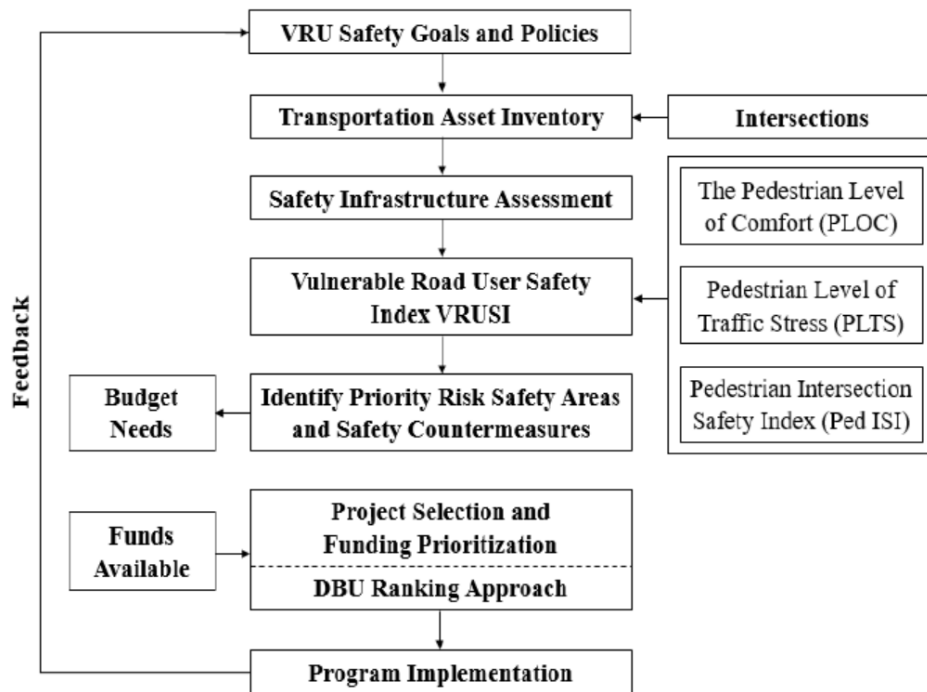 VRU Safety Goals and Policies
Transportation Asset Inventory
Intersections
Safety Infrastructure Assessment
The Pedestrian Level
of Comfort (PLOC)
Vulnerable Road User Safety
Index VRUSI
Pedestrian Level of
Traffic Stress (PLTS)
Feedback
Budget
Needs
Identify Priority Risk Safety Areas
and Safety Countermeasures
Pedestrian Intersection
Safety Index (Ped ISI)
Funds
Available
Project Selection and
Funding Prioritization
DBU Ranking Approach
Program Implementation